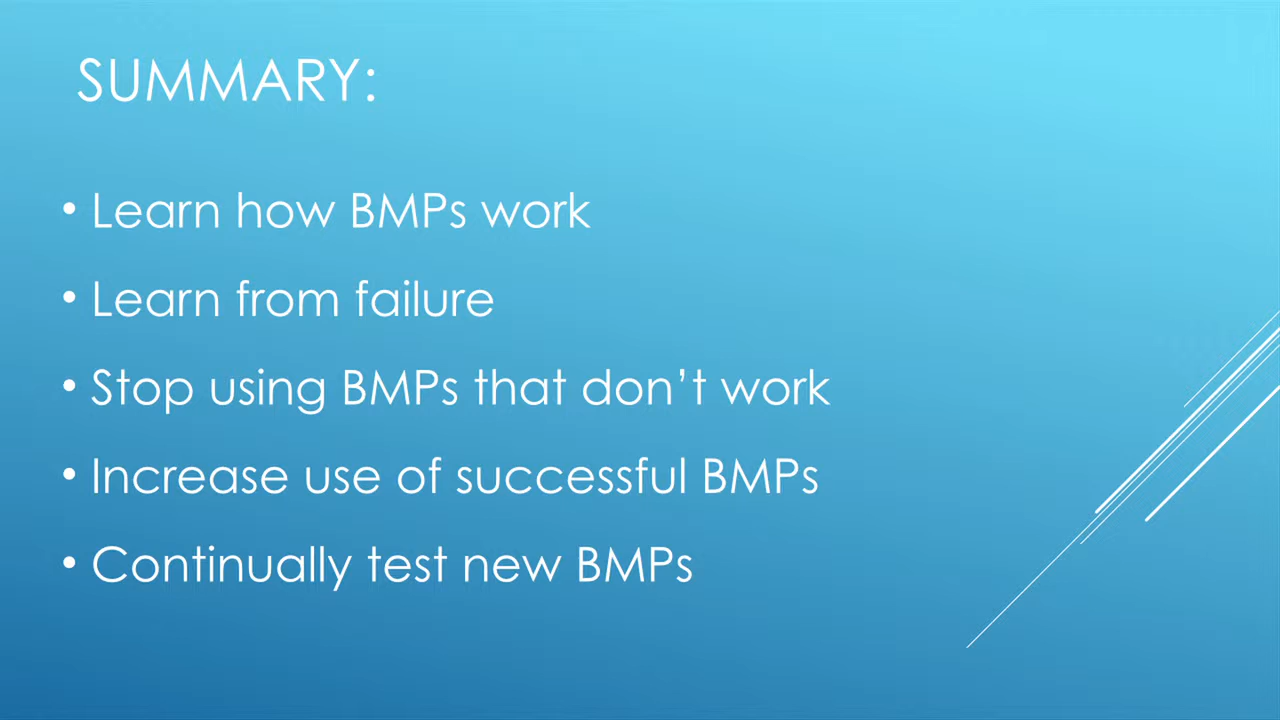 SUMMARY:
• Learn how BMPs work
• Learn from failure
• Stop using BMPs that don’t work
• Increase use of successful BMPs
• Continually test new BMPs